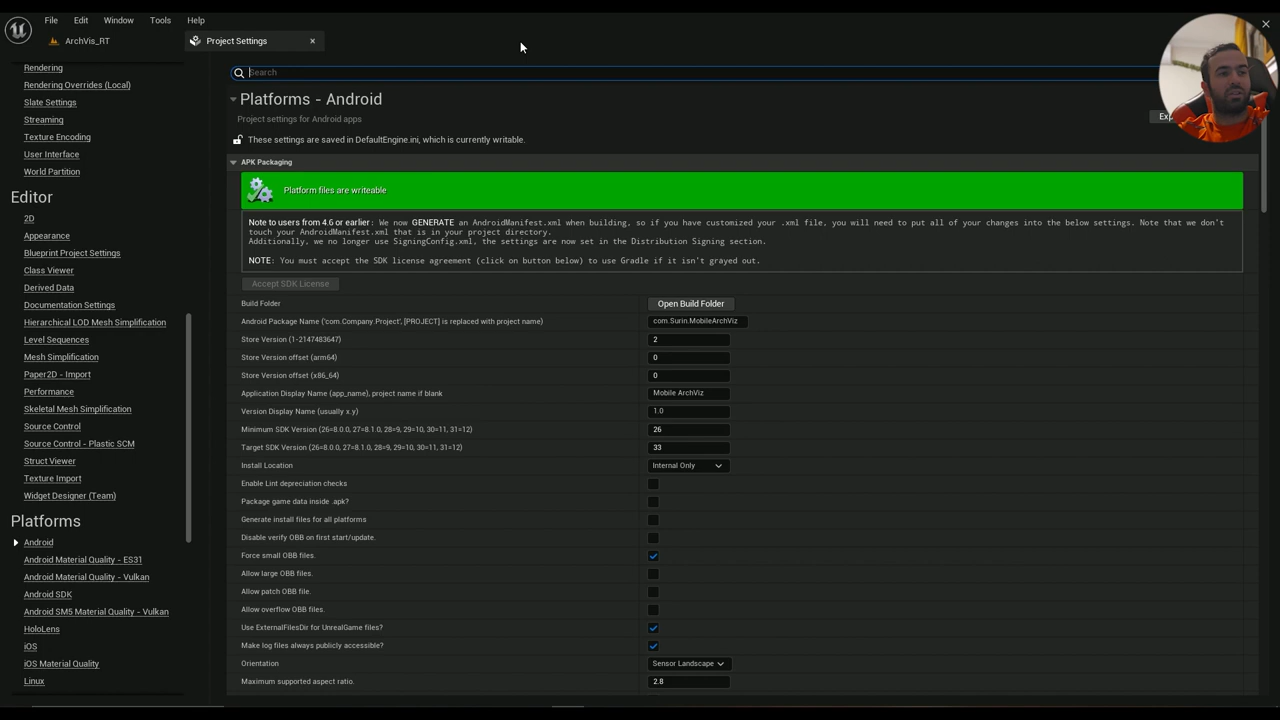 File Edit Window Tools Help
ArchVis_RT
Project Settings
Rendering
Rendering Overrides (Local)
Slate Settings
Streaming
Texture Encoding
User Interface
World Partition
Editor
2D
Appearance
Blueprint Project Settings
Class Viewer
Derived Data
Documentation Settings
Hierarchical LOD Mesh Simplification
Level Sequences
Mesh Simplification
Paper2D - Import
Performance
Skeletal Mesh Simplification
Source Control
Source Control - Plastic SCM
Struct Viewer
Texture Import
Widget Designer (Team)
Platforms
Android
Android Material Quality - ES31
Android Material Quality - Vulkan
Android SDK
Android SM5 Material Quality - Vulkan
HoloLens
iOS
iOS Material Quality
Linux
Search
Platforms - Android
Project settings for Android apps
These settings are saved in DefaultEngine.ini, which is currently writable.
APK Packaging
Platform files are writeable
Note to users from 4.6 or earlier: We now GENERATE an AndroidManifest.xml when building, so if you have customized your .xml file, you will need to put all of your changes into the below settings. Note that we don't
touch your AndroidManifest.xml that is in your project directory.
Additionally, we no longer use SigningConfig.xml, the settings are now set in the Distribution Signing section.
NOTE: You must accept the SDK license agreement (click on button below) to use Gradle if it isn't grayed out.
Accept SDK License
Build Folder Open Build Folder
Android Package Name ('com.Company.Project', [PROJECT] is replaced with project name) com.Surin.MobileArchViz
Store Version (1-2147483647) 2
Store Version offset (arm64) 0
Store Version offset (x86_64) 0
Application Display Name (app_name), project name if blank Mobile ArchViz
Version Display Name (usually x.y) 1.0
Minimum SDK Version (26=8.0.0, 27=8.1.0, 28=9, 29=10, 30=11, 31=12) 26
Target SDK Version (26=8.0.0, 27=8.1.0, 28=9, 29=10, 30=11, 31=12) 33
Install Location Internal Only
Enable Lint depreciation checks
Package game data inside .apk?
Generate install files for all platforms
Disable verify OBB on first start/update.
Force small OBB files.
Allow large OBB files.
Allow patch OBB file.
Allow overflow OBB files.
Use ExternalFilesDir for UnrealGame files?
Make log files always publicly accessible?
Orientation Sensor Landscape
Maximum supported aspect ratio. 2.8